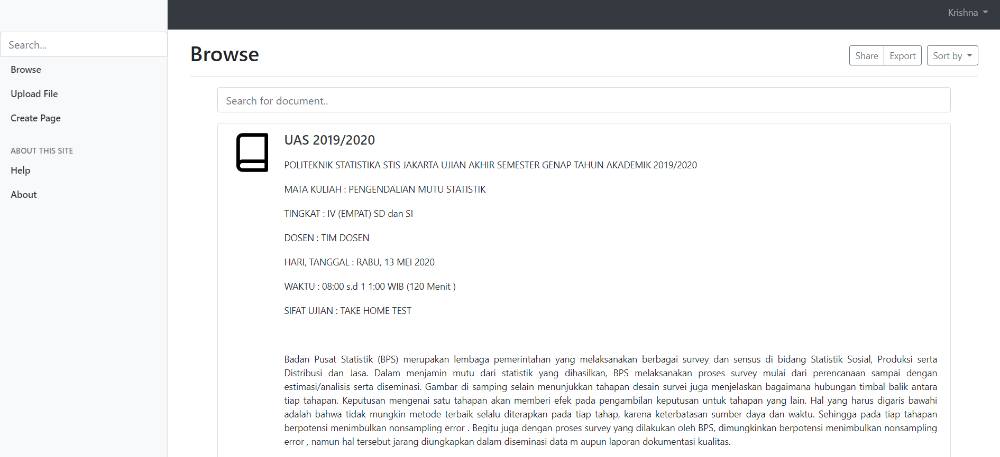 Krishna
Search...
Browse
Upload File
Create Page
ABOUT THIS SITE
Help
About
Browse
Share
Export
Sort by
Search for document..
UAS 2019/2020
POLITEKNIK STATISTIKA STIS JAKARTA UJIAN AKHIR SEMESTER GENAP TAHUN AKADEMIK 2019/2020
MATA KULIAH : PENGENDALIAN MUTU STATISTIK
TINGKAT : IV (EMPAT) SD dan SI
DOSEN : TIM DOSEN
HARI, TANGGAL : RABU, 13 MEI 2020
WAKTU : 08:00 s.d 1 1:00 WIB (120 Menit )
SIFAT UJIAN : TAKE HOME TEST
Badan Pusat Statistik (BPS) merupakan lembaga pemerintahan yang melaksanakan berbagai survey dan sensus di bidang Statistik Sosial, Produksi serta
Distribusi dan Jasa. Dalam menjamin mutu dari statistik yang dihasilkan, BPS melaksanakan proses survey mulai dari perencanaan sampai dengan
estimasi/analisis serta diseminasi. Gambar di samping selain menunjukkan tahapan desain survei juga menjelaskan bagaimana hubungan timbal balik antara
tiap tahapan. Keputusan mengenai satu tahapan akan memberi efek pada pengambilan keputusan untuk tahapan yang lain. Hal yang harus digaris bawahi
adalah bahwa tidak mungkin metode terbaik selalu diterapkan pada tiap tahap, karena keterbatasan sumber daya dan waktu. Sehingga pada tiap tahapan
berpotensi menimbulkan nonsampling error . Begitu juga dengan proses survey yang dilakukan oleh BPS, dimungkinkan berpotensi menimbulkan nonsampling
error , namun hal tersebut jarang diungkapkan dalam diseminasi data m aupun laporan dokumentasi kualitas.